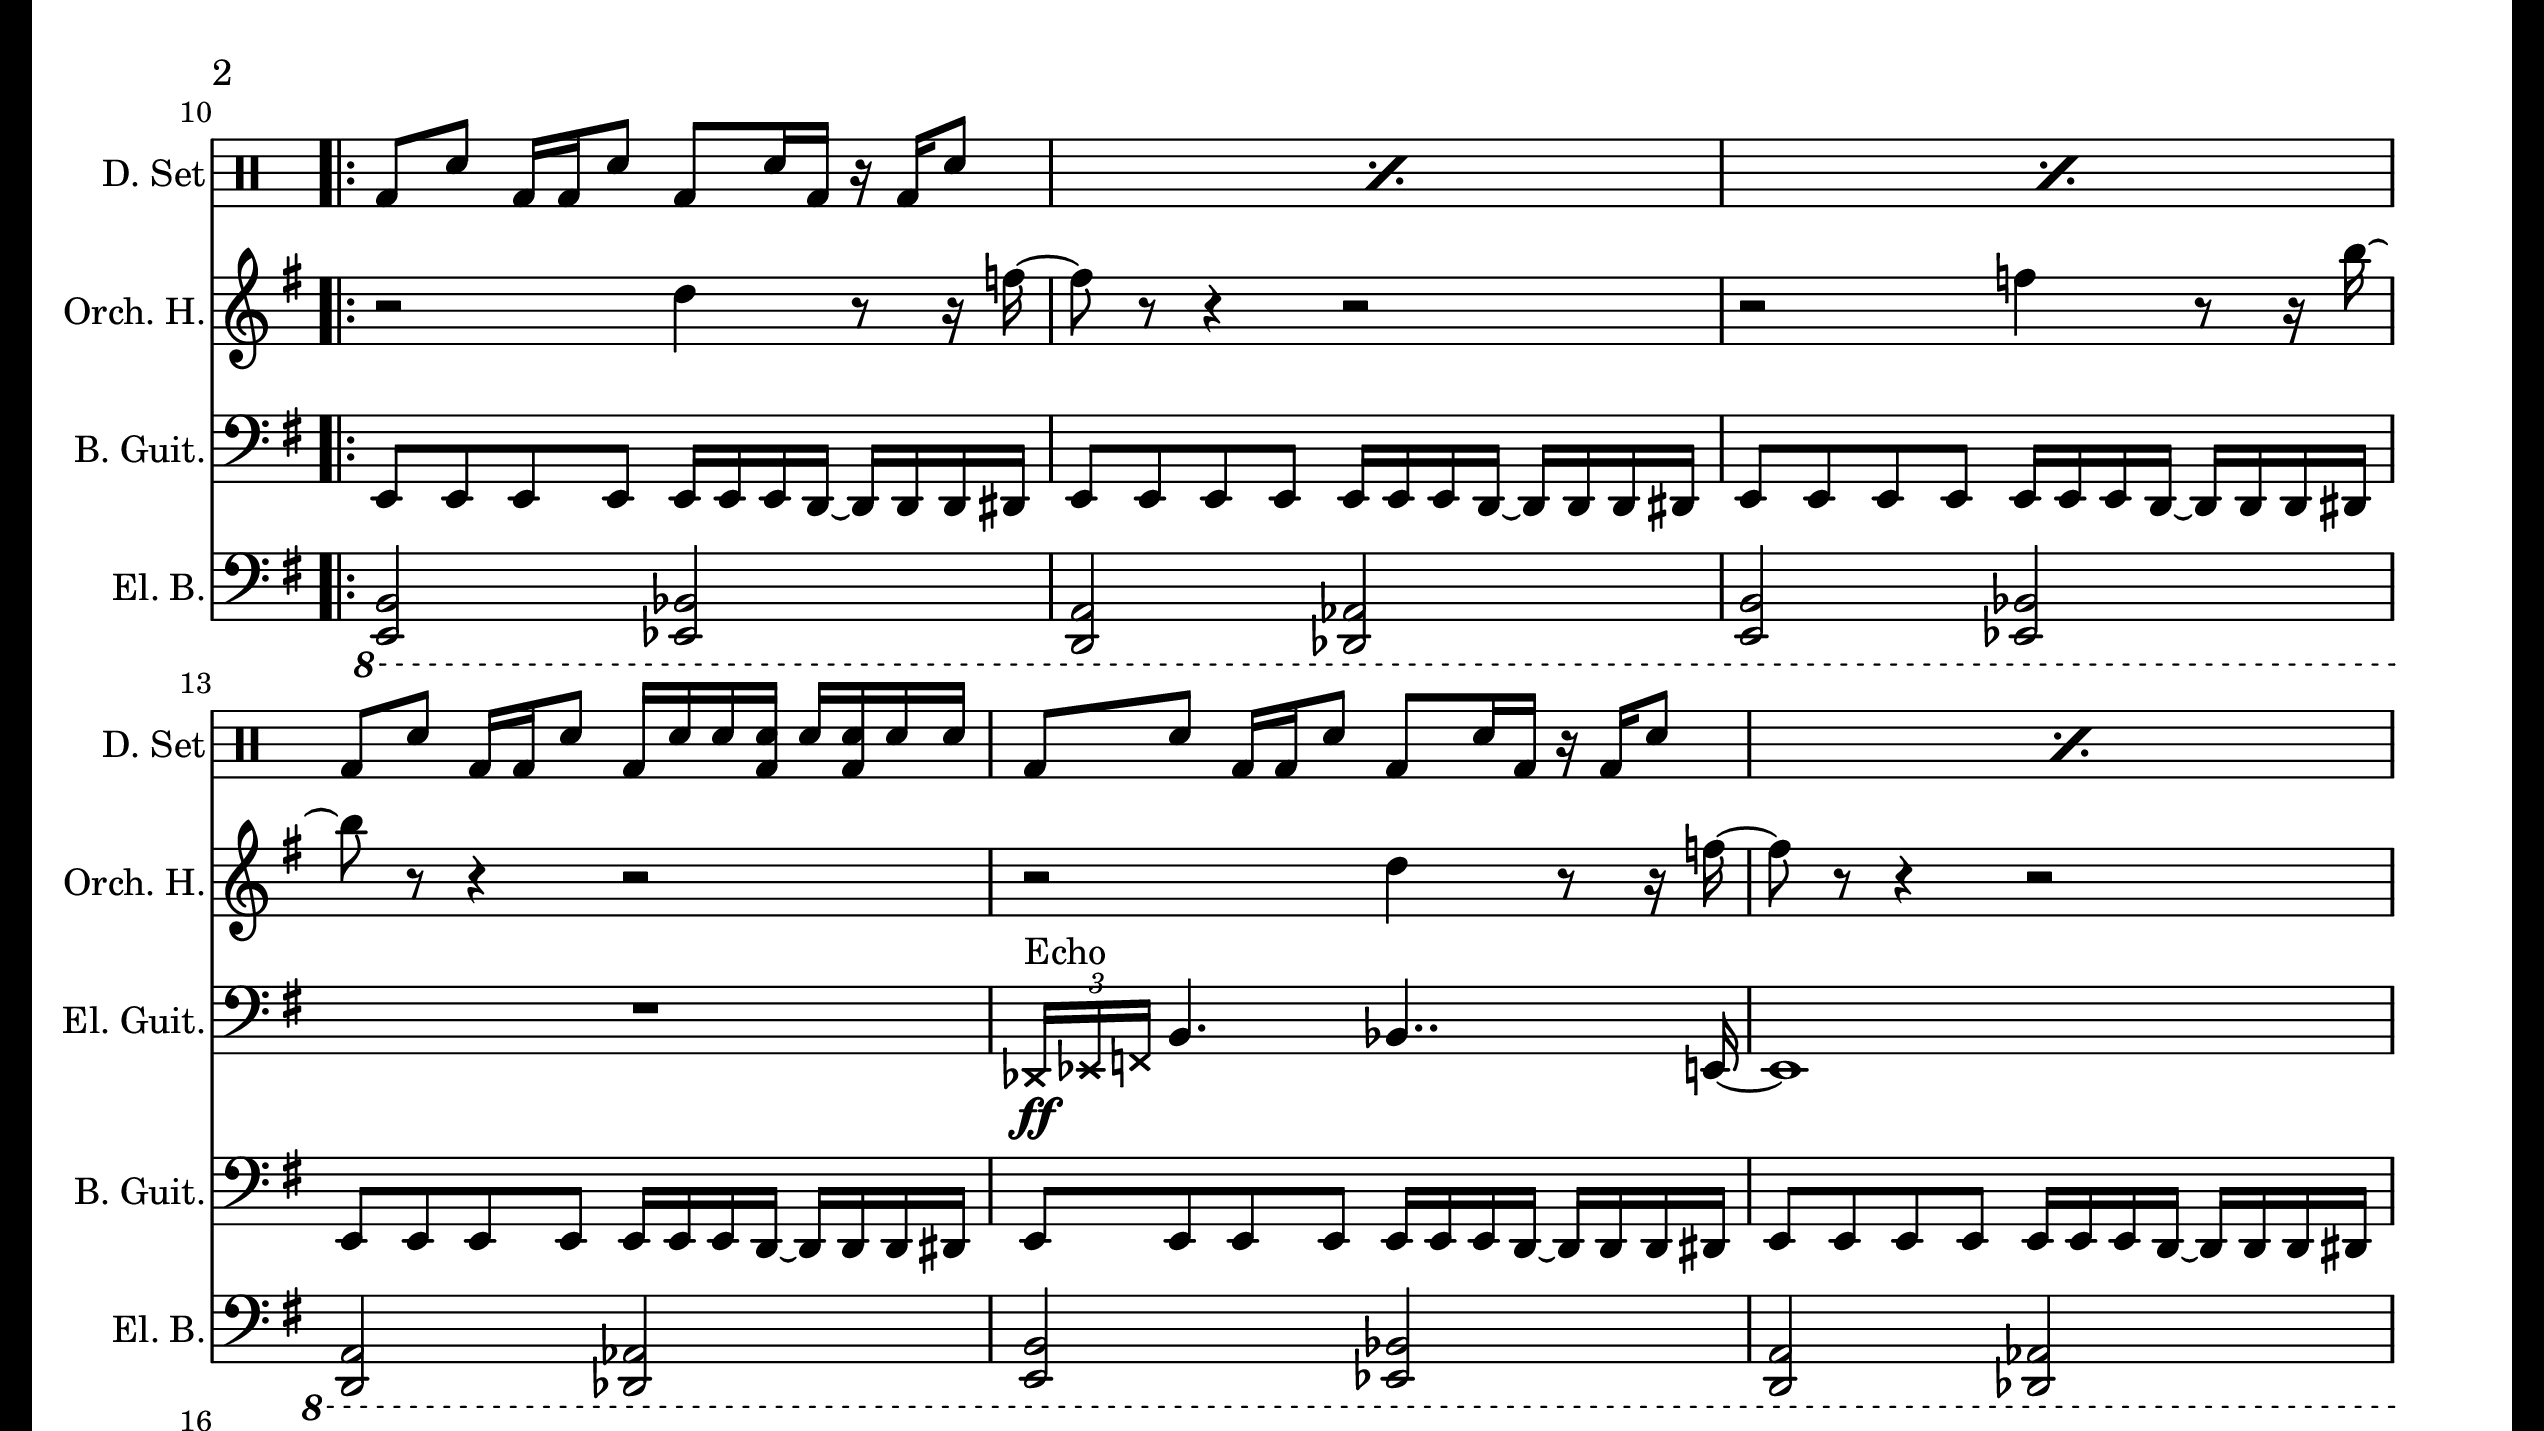 2
10
D. Set
Orch. H.
B. Guit.
El. B.
8
13
D. Set
Orch. H.
Echo
3
El. Guit.
ff
B. Guit.
El. B.
8
16